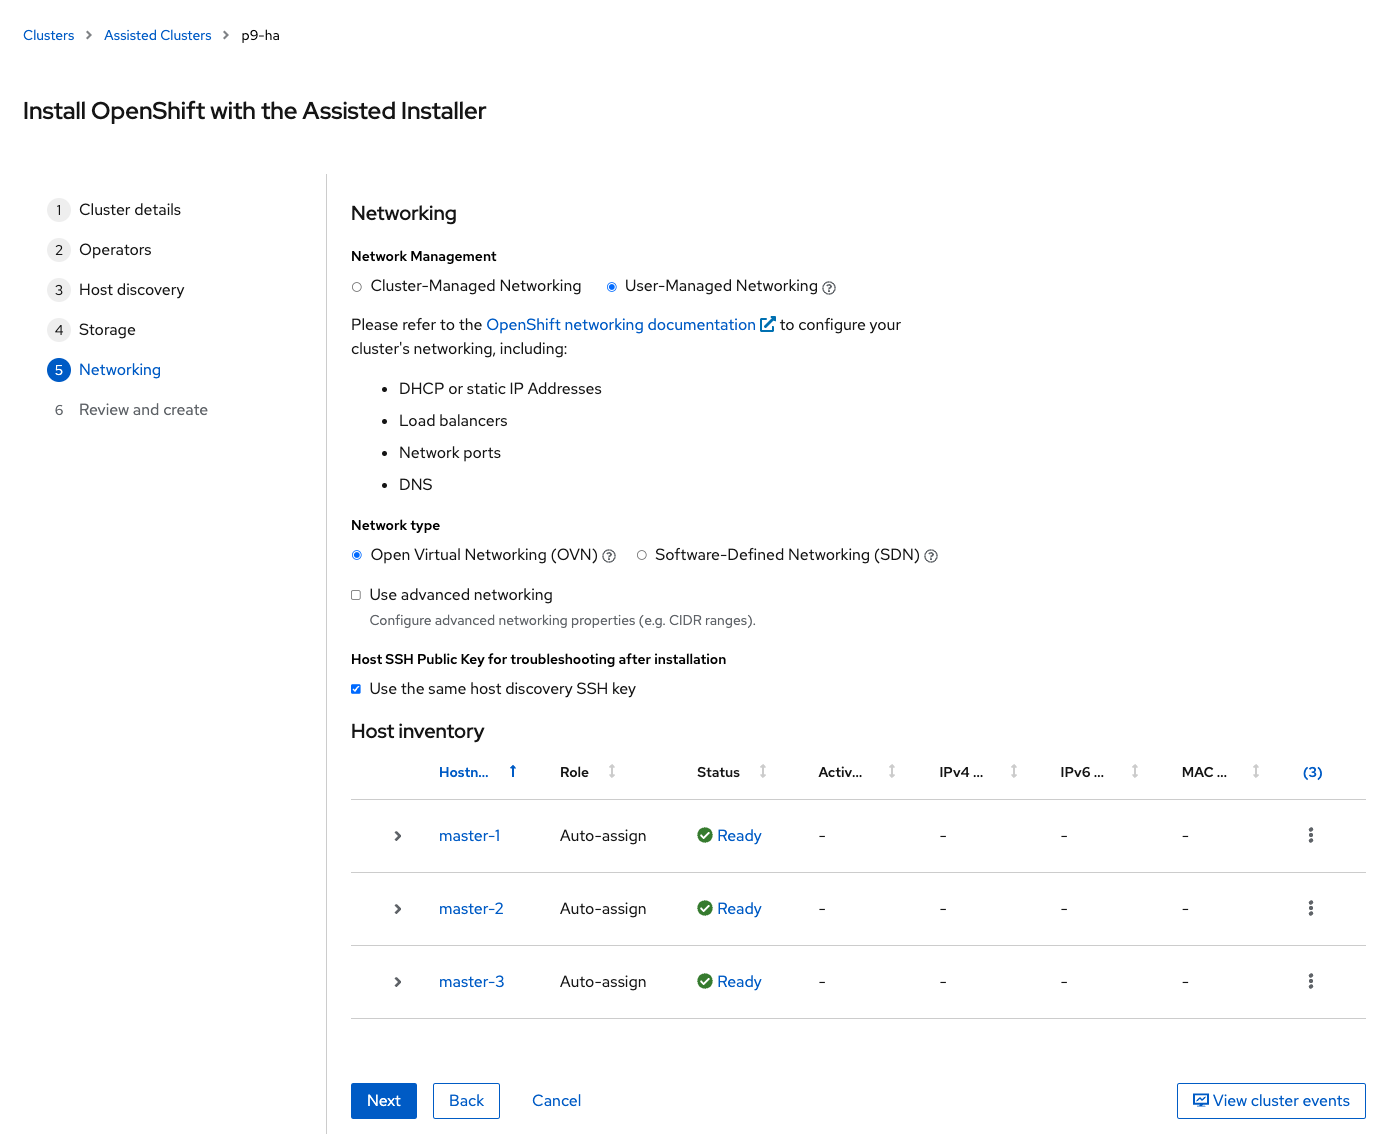 Clusters > Assisted Clusters > p9-ha
Install OpenShift with the Assisted Installer
1 Cluster details
2 Operators
3 Host discovery
4 Storage
5 Networking
6 Review and create
Networking
Network Management
Cluster-Managed Networking User-Managed Networking
Please refer to the OpenShift networking documentation to configure your
cluster's networking, including:
• DHCP or static IP Addresses
• Load balancers
• Network ports
• DNS
Network type
Open Virtual Networking (OVN) Software-Defined Networking (SDN)
Use advanced networking
Configure advanced networking properties (e.g. CIDR ranges).
Host SSH Public Key for troubleshooting after installation
Use the same host discovery SSH key
Host inventory
Hostn... Role Status Activ... IPv4 ... IPv6 ... MAC ... (3)
master-1 Auto-assign Ready - - - -
master-2 Auto-assign Ready - - - -
master-3 Auto-assign Ready - - - -
Next Back Cancel View cluster events